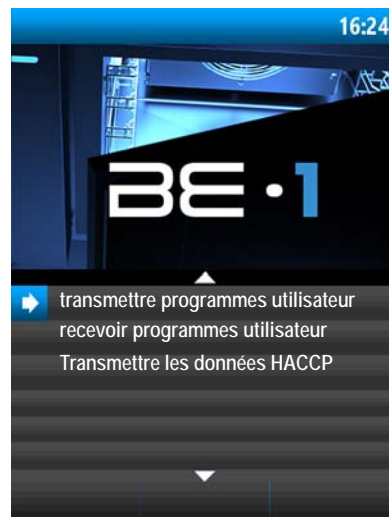 16:24
BE·1
transmettre programmes utilisateur
recevoir programmes utilisateur
Transmettre les données HACCP